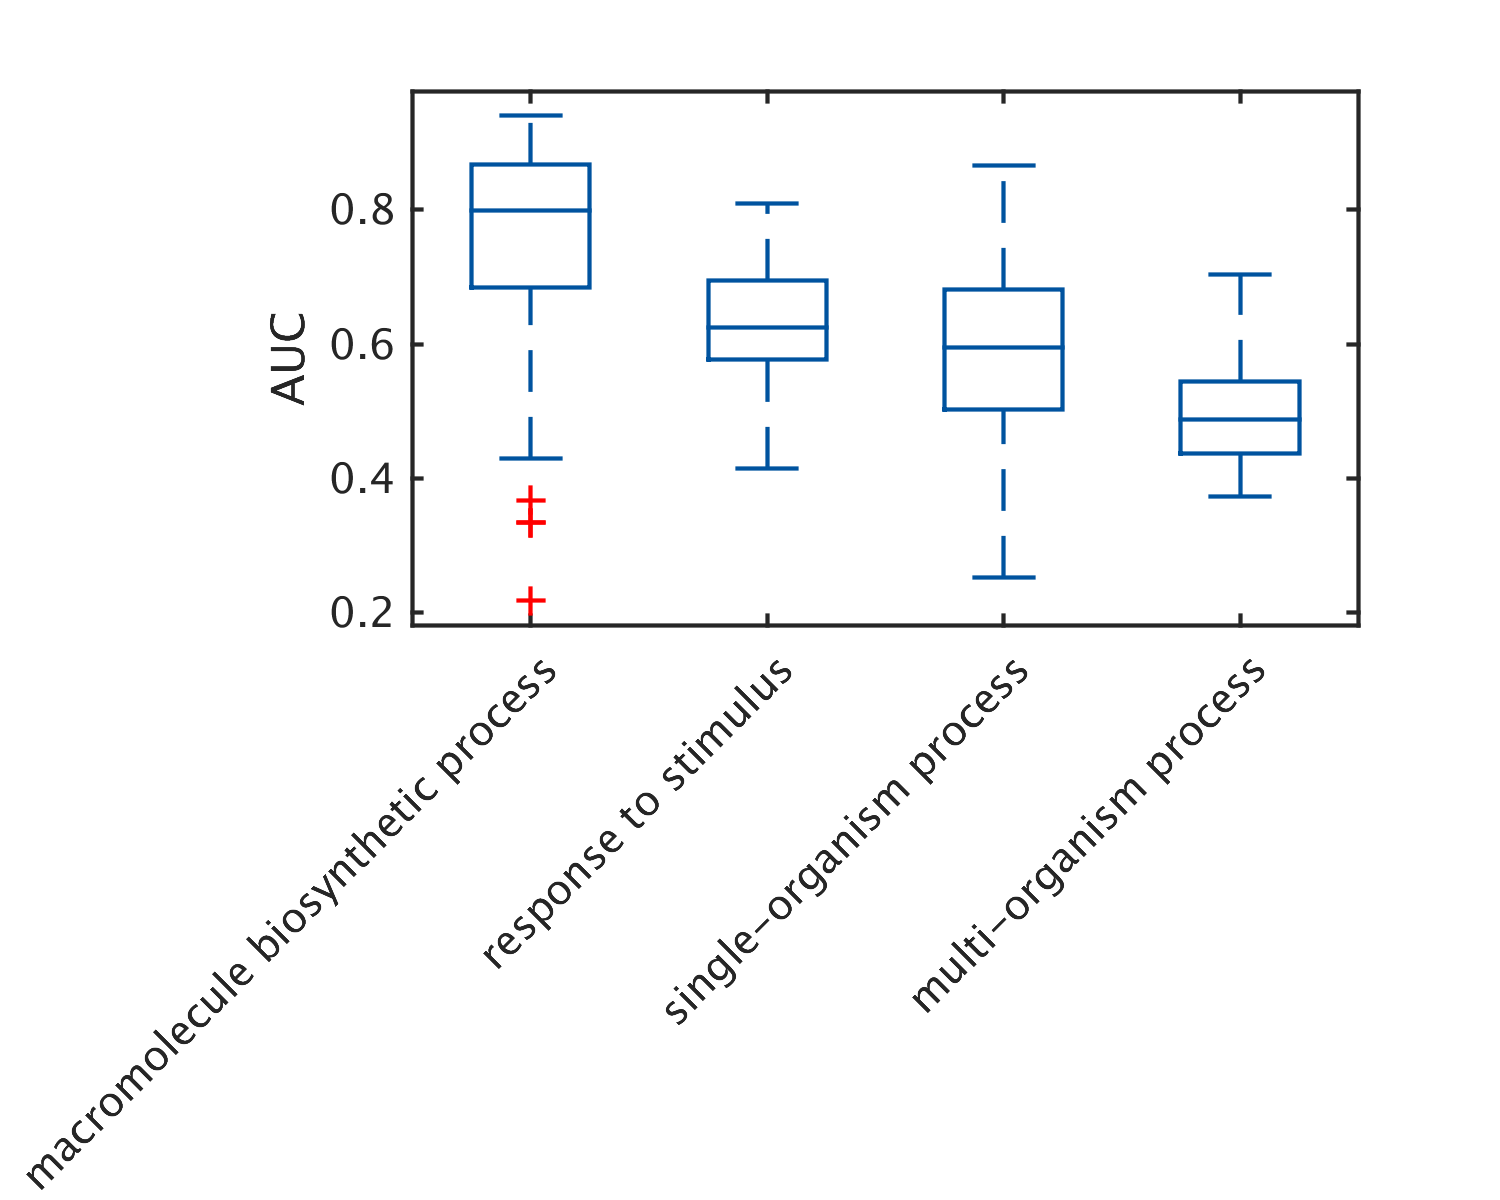 AUC
0.8
0.6
0.4
0.2
macromolecule biosynthetic process
response to stimulus
single-organism process
multi-organism process